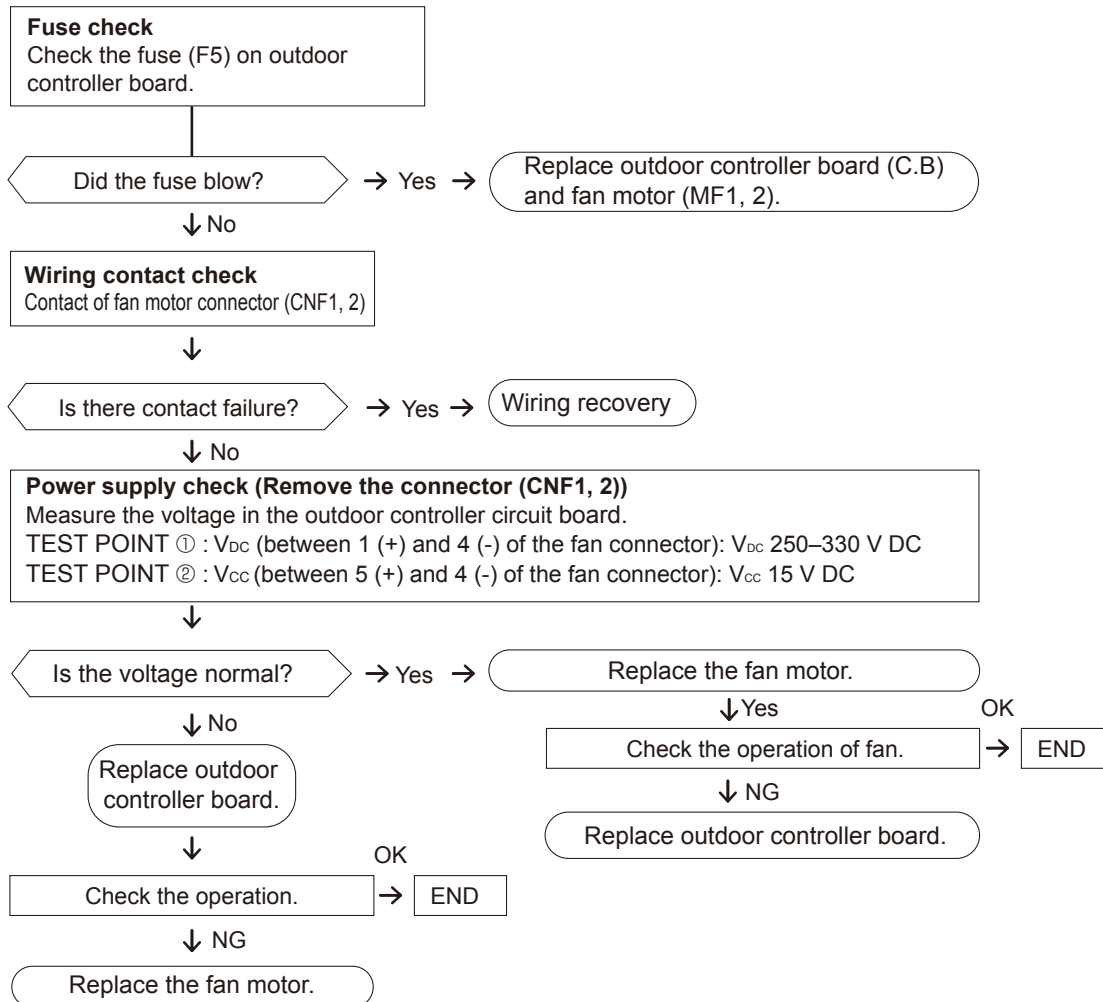 Fuse check
Check the fuse (F5) on outdoor
controller board.
Did the fuse blow?
Yes
Replace outdoor controller board (C.B)
and fan motor (MF1, 2).
No
Wiring contact check
Contact of fan motor connector (CNF1, 2)
Is there contact failure?
Yes
Wiring recovery
No
Power supply check (Remove the connector (CNF1, 2))
Measure the voltage in the outdoor controller circuit board.
TEST POINT ① : VDC (between 1 (+) and 4 (-) of the fan connector): VDC 250–330 V DC
TEST POINT ② : VCC (between 5 (+) and 4 (-) of the fan connector): VCC 15 V DC
Is the voltage normal?
Yes
Replace the fan motor.
Yes
OK
Check the operation of fan.
END
NG
Replace outdoor controller board.
No
Replace outdoor
controller board.
OK
Check the operation.
END
NG
Replace the fan motor.